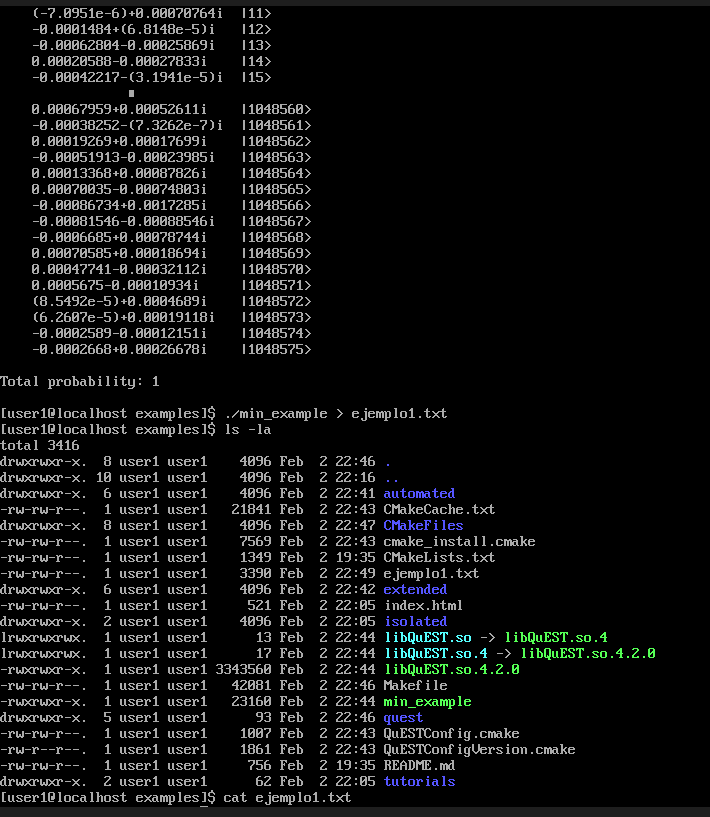 (-7.0951e-6)+0.00070764i |11>
-0.0001484+(6.8148e-5)i |12>
-0.00062804-0.00025869i |13>
0.00020588-0.00027833i |14>
-0.00042217-(3.1941e-5)i |15>
0.00067959+0.00052611i |1048560>
-0.00038252-(7.3262e-7)i |1048561>
0.00019269+0.00017699i |1048562>
-0.00051913-0.00023985i |1048563>
0.00013368+0.00087826i |1048564>
0.00070035-0.00074803i |1048565>
-0.00086734+0.0017285i |1048566>
-0.00081546-0.00088546i |1048567>
-0.0006685+0.00078744i |1048568>
0.00070585+0.00018694i |1048569>
0.00047741-0.00032112i |1048570>
0.0005675-0.00010934i |1048571>
(8.5492e-5)+0.0004689i |1048572>
(6.2607e-5)+0.00019118i |1048573>
-0.0002589-0.00012151i |1048574>
-0.0002668+0.00026678i |1048575>
Total probability: 1
[user1@localhost examples]$ ./min_example > ejemplo1.txt
[user1@localhost examples]$ ls -la
total 3416
drwxrwxr-x. 8 user1 user1 4096 Feb 2 22:46 .
drwxrwxr-x. 10 user1 user1 4096 Feb 2 22:16 ..
drwxrwxr-x. 6 user1 user1 4096 Feb 2 22:41 automated
-rw-rw-r--. 1 user1 user1 21841 Feb 2 22:43 CMakeCache.txt
drwxrwxr-x. 8 user1 user1 4096 Feb 2 22:47 CMakeFiles
-rw-rw-r--. 1 user1 user1 7569 Feb 2 22:43 cmake_install.cmake
-rw-rw-r--. 1 user1 user1 1349 Feb 2 19:35 CMakeLists.txt
-rw-rw-r--. 1 user1 user1 3390 Feb 2 22:49 ejemplo1.txt
drwxrwxr-x. 6 user1 user1 4096 Feb 2 22:42 extended
-rw-rw-r--. 1 user1 user1 521 Feb 2 22:05 index.html
drwxrwxr-x. 2 user1 user1 4096 Feb 2 22:05 isolated
lrwxrwxrwx. 1 user1 user1 13 Feb 2 22:44 libQuEST.so -> libQuEST.so.4
lrwxrwxrwx. 1 user1 user1 17 Feb 2 22:44 libQuEST.so.4 -> libQuEST.so.4.2.0
-rwxrwxr-x. 1 user1 user1 3343560 Feb 2 22:44 libQuEST.so.4.2.0
-rw-rw-r--. 1 user1 user1 42081 Feb 2 22:46 Makefile
-rwxrwxr-x. 1 user1 user1 23160 Feb 2 22:44 min_example
drwxrwxr-x. 5 user1 user1 93 Feb 2 22:46 quest
-rw-rw-r--. 1 user1 user1 1007 Feb 2 22:43 QuESTConfig.cmake
-rw-r--r--. 1 user1 user1 1861 Feb 2 22:43 QuESTConfigVersion.cmake
-rw-rw-r--. 1 user1 user1 756 Feb 2 19:35 README.md
drwxrwxr-x. 2 user1 user1 62 Feb 2 22:05 tutorials
[user1@localhost examples]$ cat ejemplo1.txt